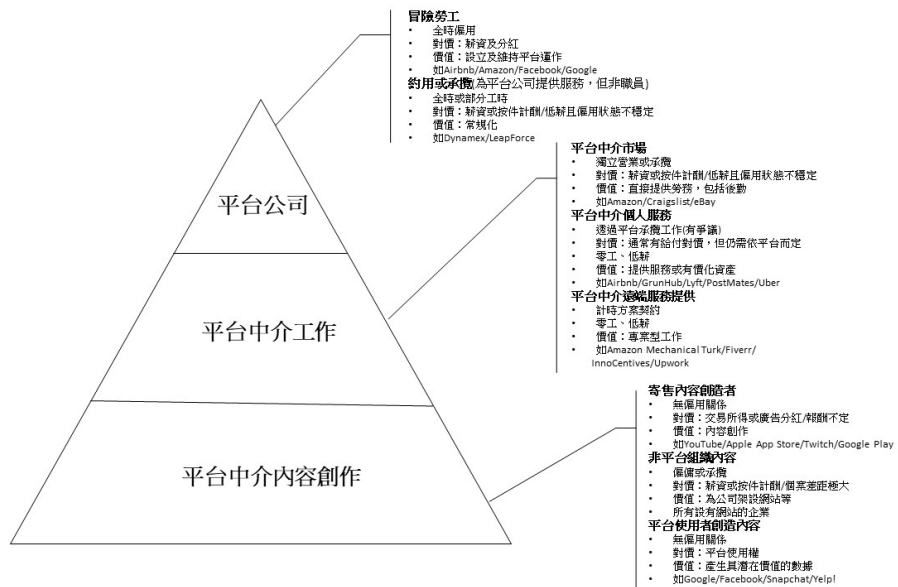 冒險勞工
• 全時僱用
• 對價：薪資及分紅
• 價值：設立及維持平台運作
• 如Airbnb/Amazon/Facebook/Google
約用或承攬(為平台公司提供服務，但非職員)
• 全時或部分工時
• 對價：薪資或按件計酬/低薪且僱用狀態不穩定
• 價值：常規化
• 如Dynamex/LeapForce
平台公司
平台中介市場
• 獨立營業或承攬
• 對價：薪資或按件計酬/低薪且僱用狀態不穩定
• 價值：直接提供勞務，包括後勤
• 如Amazon/Craigslist/eBay
平台中介個人服務
• 透過平台承攬工作(有爭議)
• 對價：通常有給付對價，但仍需依平台而定
• 零工、低薪
• 價值：提供服務或有價化資產
• 如Airbnb/GrunHub/Lyft/PostMates/Uber
平台中介遠端服務提供
• 計時方案契約
• 零工、低薪
• 價值：專案型工作
• 如Amazon Mechanical Turk/Fiverr/
InnoCentives/Upwork
平台中介工作
寄售內容創造者
• 無僱用關係
• 對價：交易所得或廣告分紅/報酬不定
• 價值：內容創作
• 如YouTube/Apple App Store/Twitch/Google Play
非平台組織內容
• 僱傭或承攬
• 對價：薪資或按件計酬/個案差距極大
• 價值：為公司架設網站等
• 所有設有網站的企業
平台使用者創造內容
• 無僱用關係
• 對價：平台使用權
• 價值：產生具潛在價值的數據
• 如Google/Facebook/Snapchat/Yelp!
平台中介內容創作